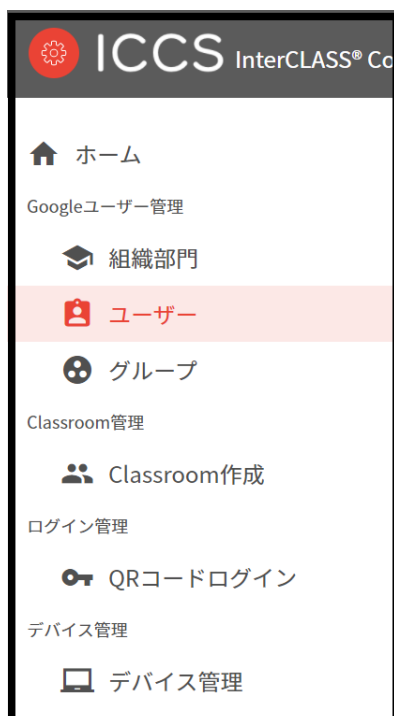 ICCS InterCLASS® Co
ホーム
Googleユーザー管理
組織部門
ユーザー
グループ
Classroom管理
Classroom作成
ログイン管理
QRコードログイン
デバイス管理
デバイス管理